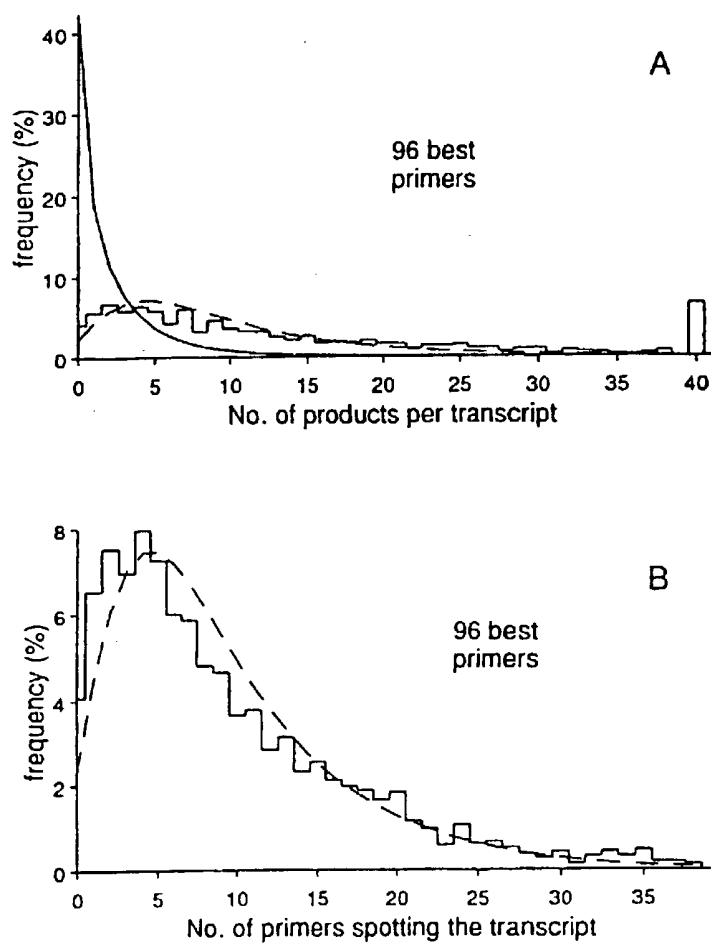 A
96 best
primers
frequency (%)
40
30
20
10
0
0 5 10 15 20 25 30 35 40
No. of products per transcript
B
96 best
primers
frequency (%)
8
6
4
2
0
0 5 10 15 20 25 30 35
No. of primers spotting the transcript